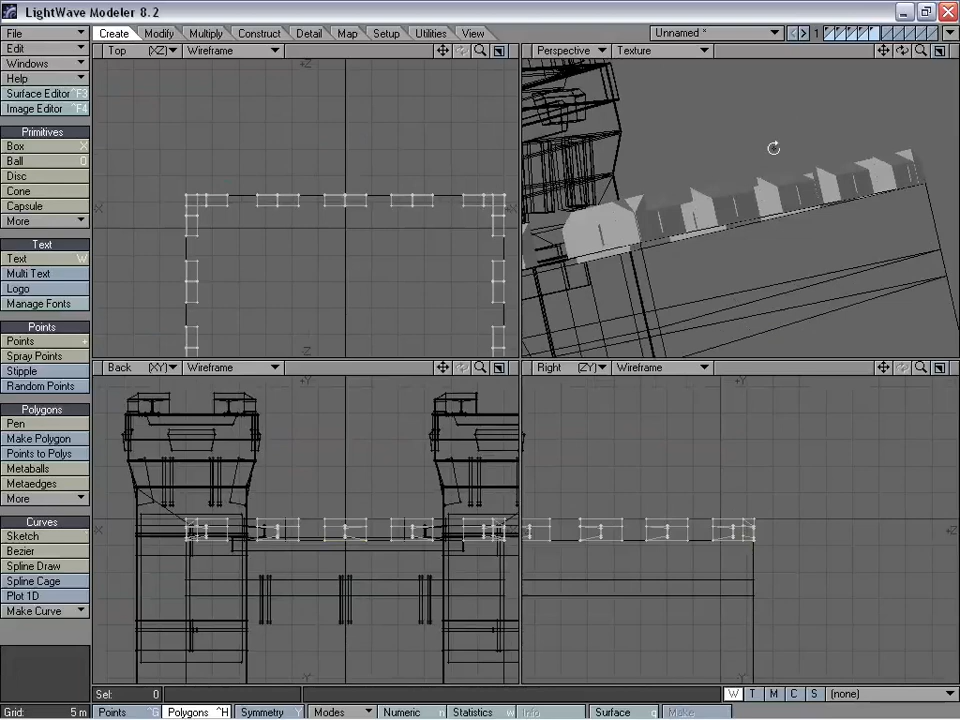 LightWave Modeler 8.2
File Create Modify Multiply Construct Detail Map Setup Utilities View Unnamed * 1
Edit Top (XZ) Wireframe Perspective Texture
Windows
Help
Surface Editor ^F3
Image Editor ^F4
Primitives
Box X
Ball O
Disc
Cone
Capsule
More
Text
Text W
Multi Text
Logo
Manage Fonts
Points
Points +
Spray Points
Stipple
Random Points
Back (XY) Wireframe Right (ZY) Wireframe
Polygons
Pen
Make Polygon
Points to Polys
Metaballs
Metaedges
More
Curves
Sketch
Bezier
Spline Draw
Spline Cage
Plot 1D
Make Curve
Sel: 0 W T M C S (none)
Grid: 5 m Points ^G Polygons ^H Symmetry Y Modes Numeric n Statistics w Info i Surface q Make